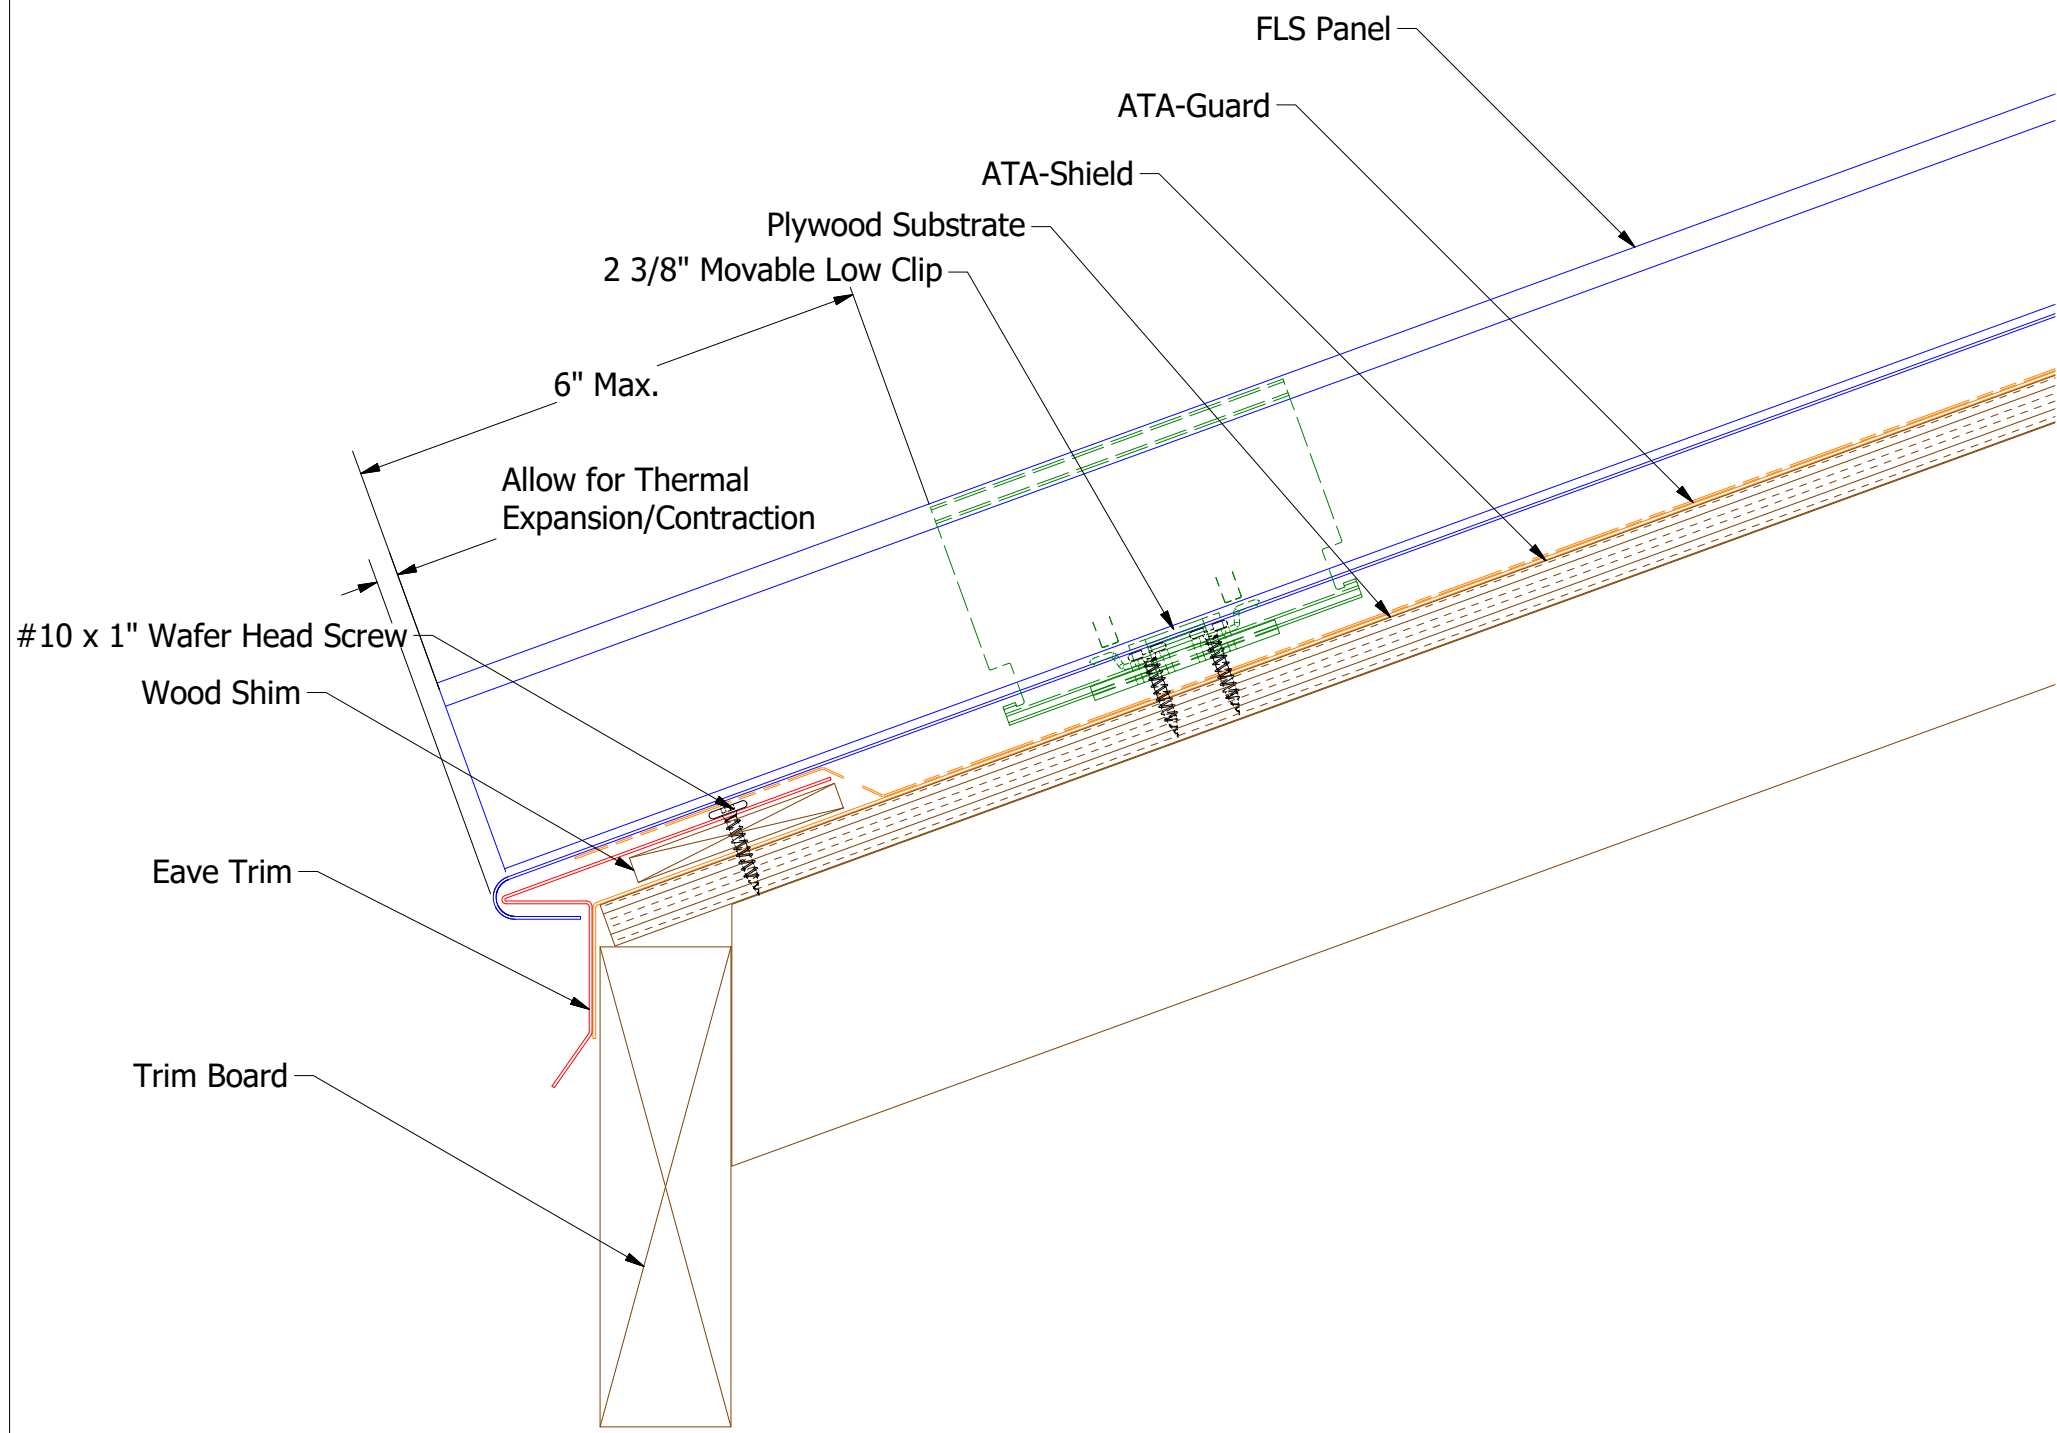 FLS Panel
ATA-Guard
ATA-Shield
Plywood Substrate
2 3/8" Movable Low Clip
6" Max.
Allow for Thermal
Expansion/Contraction
#10 x 1" Wafer Head Screw
Wood Shim
Eave Trim
Trim Board